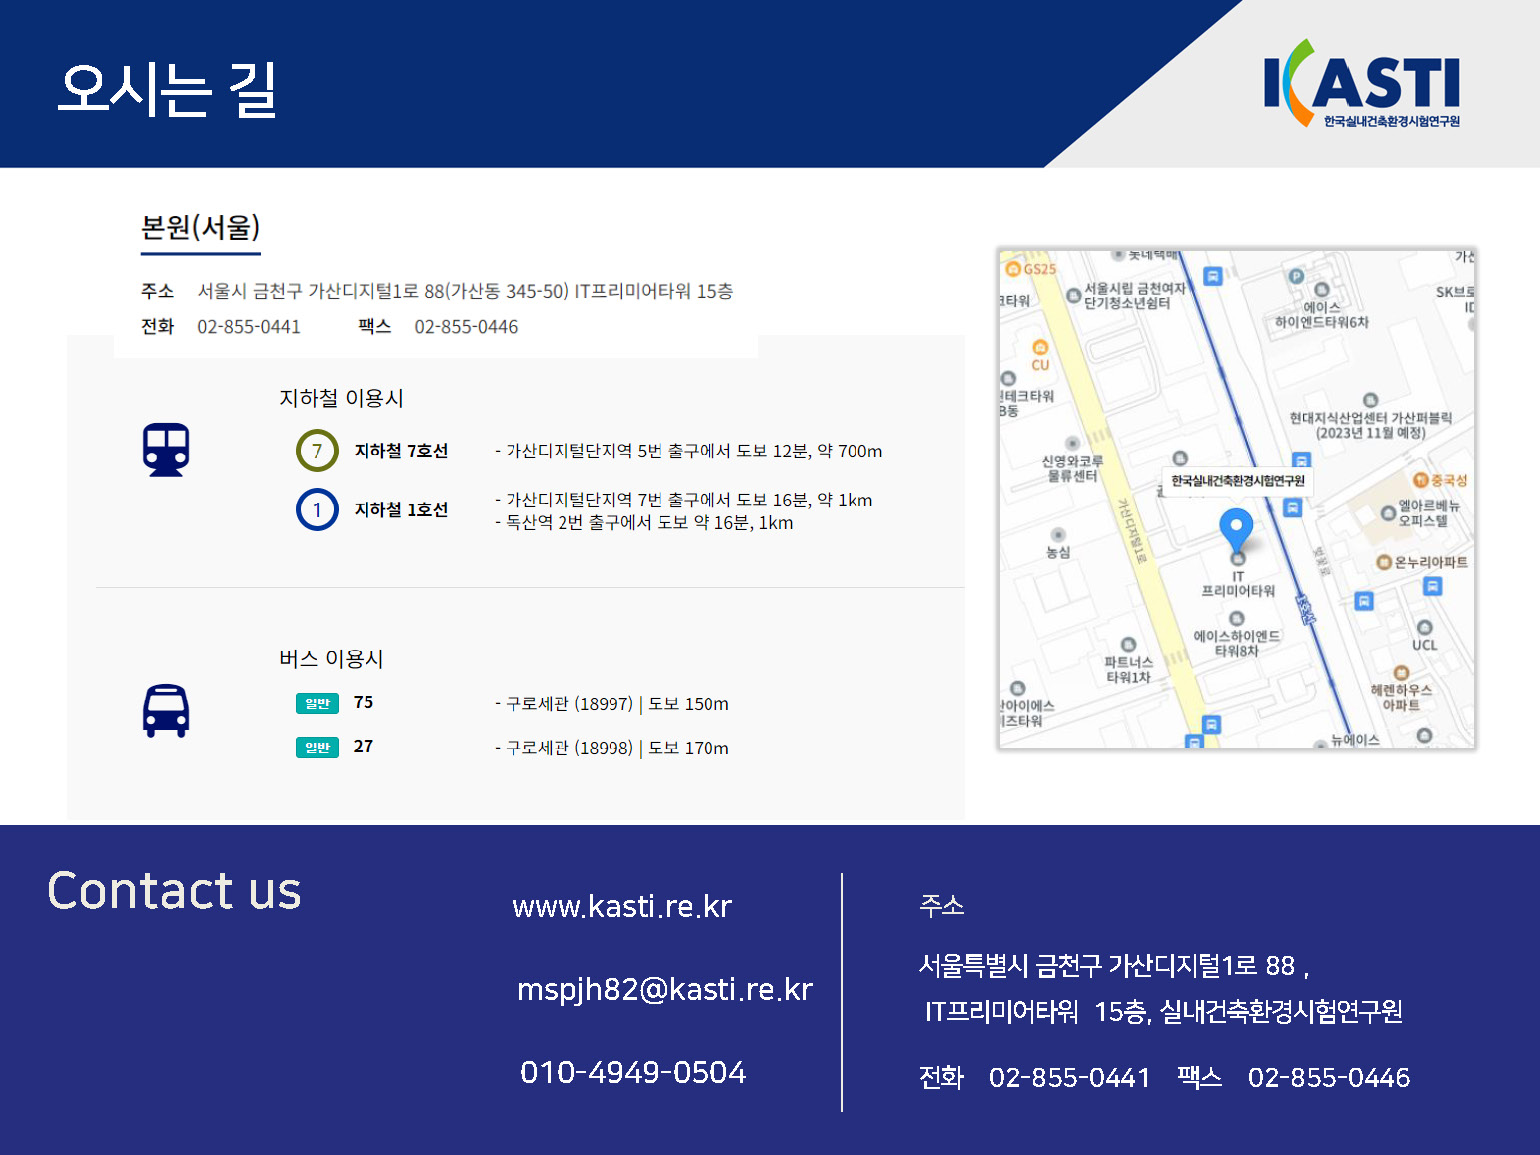 오시는 길
KASTI
한국실내건축환경시험연구원
본원(서울)
주소 서울시 금천구 가산디지털1로 88(가산동 345-50) IT프리미어타워 15층
전화 02-855-0441 팩스 02-855-0446
지하철 이용시
7 지하철 7호선 - 가산디지털단지역 5번 출구에서 도보 12분, 약 700m
1 지하철 1호선 - 가산디지털단지역 7번 출구에서 도보 16분, 약 1km
- 독산역 2번 출구에서 도보 약 16분, 1km
버스 이용시
일반 75 - 구로세관 (18997) | 도보 150m
일반 27 - 구로세관 (18998) | 도보 170m
롯데택배
GS25
서울시립 금천여자
단기청소년쉼터
P
에이스
하이엔드타워6차
SK브로
CU
현대지식산업센터 가산퍼블릭
(2023년 11월 예정)
신영와코루
물류센터
한국실내건축환경시험연구원
중국성
엘아르베뉴
오피스텔
가산디지털1로
농심
벚꽃로
온누리아파트
IT
프리미어타워
에이스하이엔드
타워8차
UCL
파트너스
타워1차
헤렌하우스
아파트
뉴에이스
Contact us
www.kasti.re.kr
mspjh82@kasti.re.kr
010-4949-0504
주소
서울특별시 금천구 가산디지털1로 88 ,
IT프리미어타워 15층, 실내건축환경시험연구원
전화 02-855-0441 팩스 02-855-0446